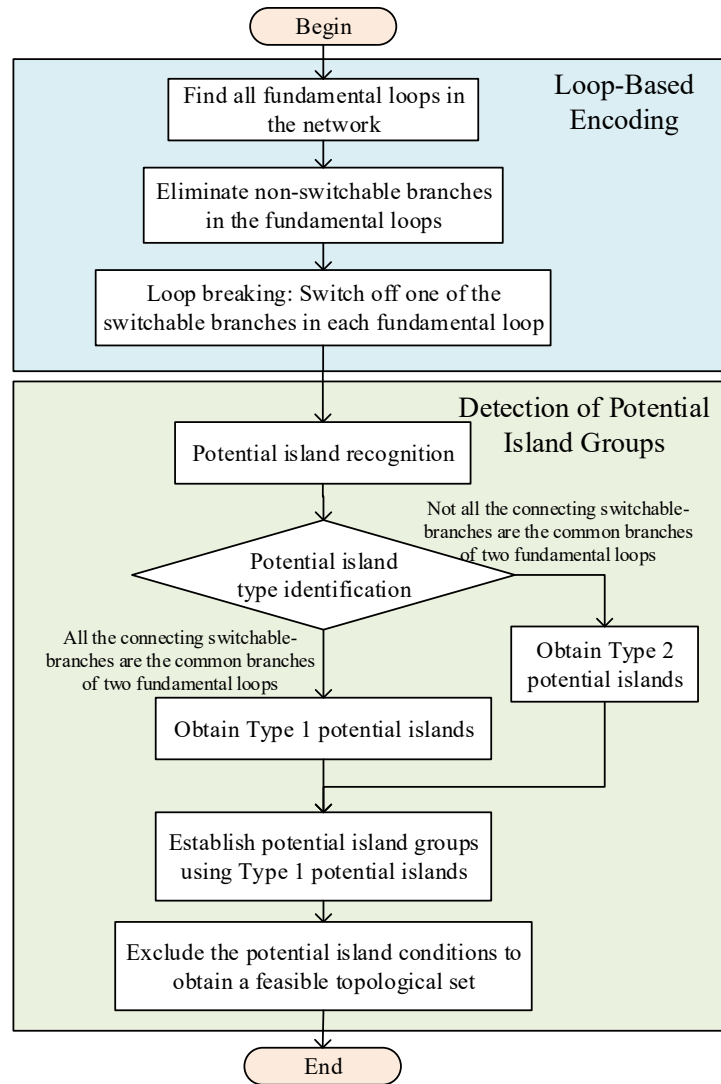 Begin
Loop-Based
Encoding
Find all fundamental loops in
the network
Eliminate non-switchable branches
in the fundamental loops
Loop breaking: Switch off one of the
switchable branches in each fundamental loop
Detection of Potential
Island Groups
Potential island recognition
Not all the connecting switchable-
branches are the common branches
of two fundamental loops
Potential island
type identification
All the connecting switchable-
branches are the common branches
of two fundamental loops
Obtain Type 2
potential islands
Obtain Type 1 potential islands
Establish potential island groups
using Type 1 potential islands
Exclude the potential island conditions to
obtain a feasible topological set
End